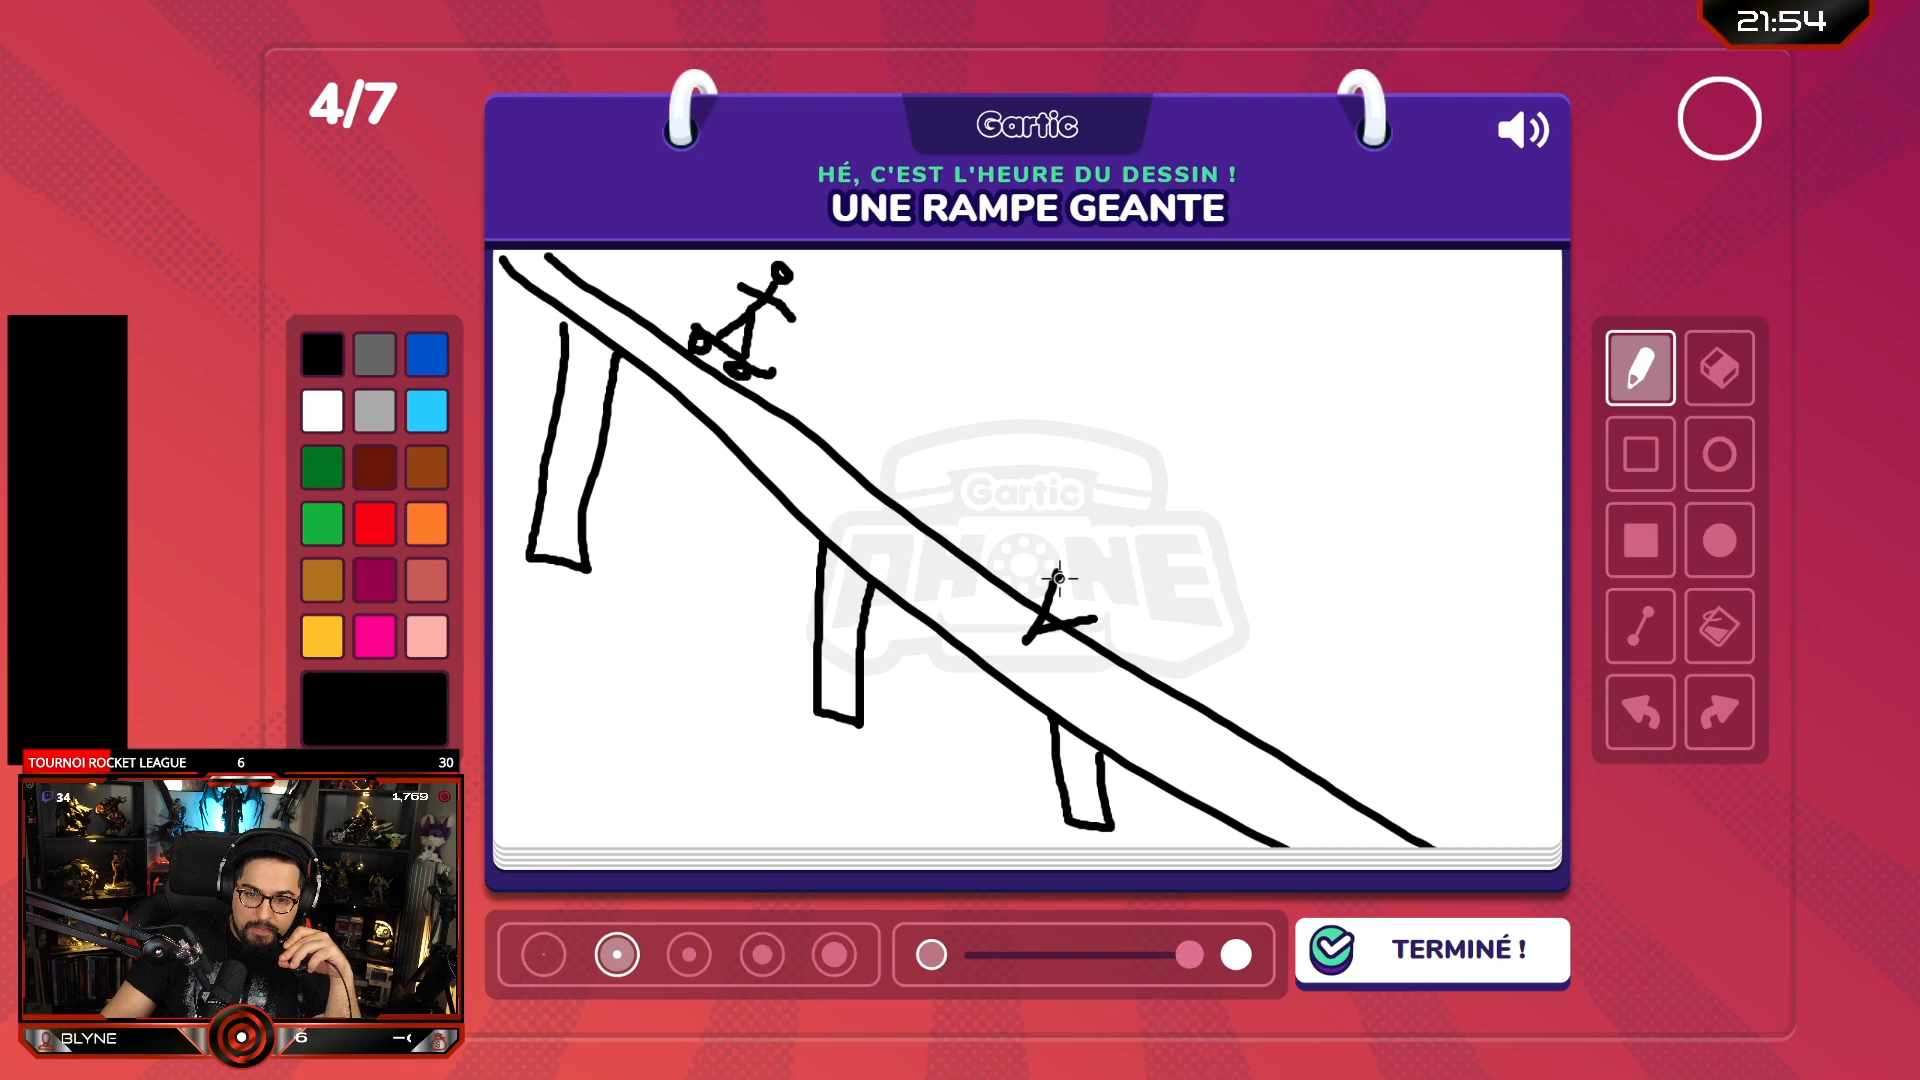 21:54
4/7
Gartic
HÉ, C'EST L'HEURE DU DESSIN !
UNE RAMPE GEANTE
Gartic
PHONE
TOURNOI ROCKET LEAGUE 6 30
34 1,769
TERMINÉ !
BLYNE 6